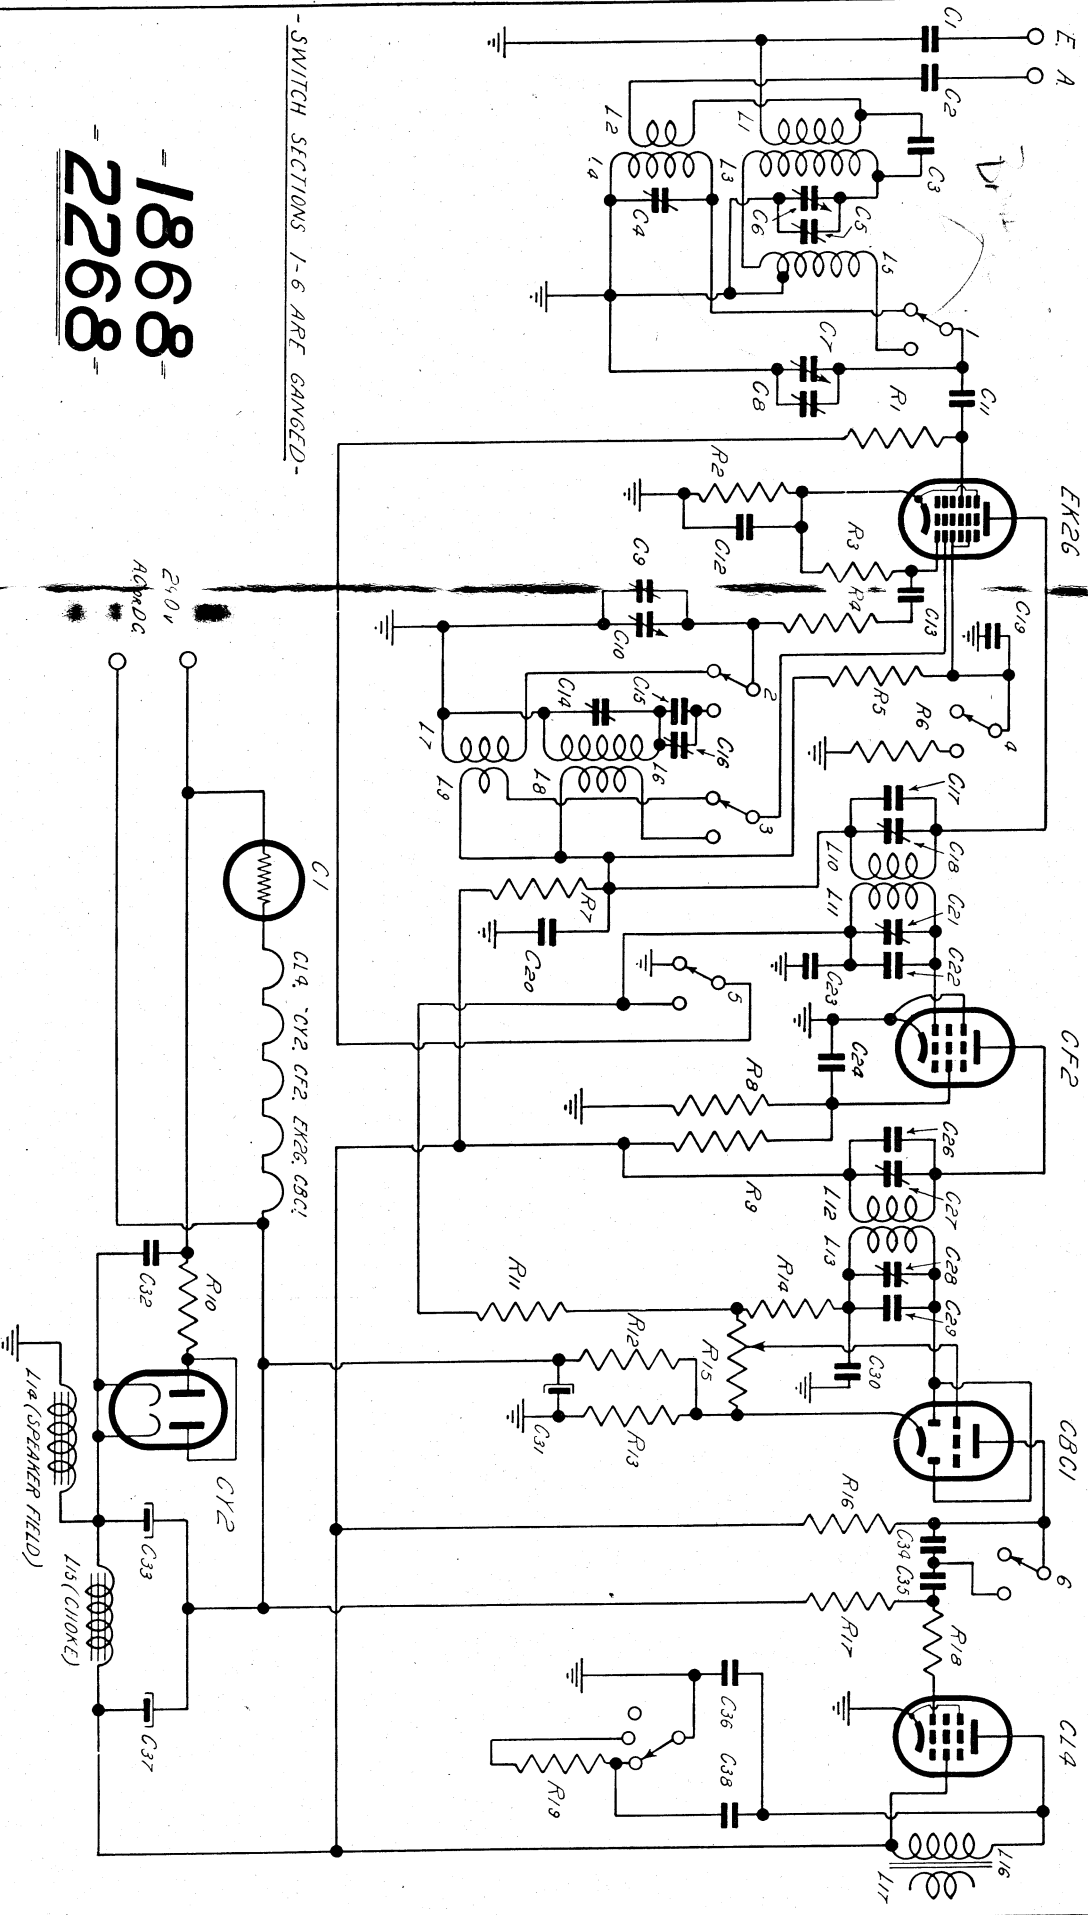 E.
A.
C1
C2
L1
L2
L3
L4
C3
C4
C5
C6
L5
1
C7
C8
C11
R1
EK2G
R2
C12
R3
R4
C13
C9
C10
C19
R5
R6
4
2
C14
C15
C16
L6
L7
L8
L9
3
C17
C18
L10
L11
C21
C22
C23
R7
C20
5
CF2
C24
R8
R9
C26
C27
L12
L13
C28
C29
R14
R11
R12
R15
R13
C30
C31
CBC1
R16
C34
C35
6
R17
R18
CL4
C36
C38
R19
L16
L17
- SWITCH SECTIONS 1-6 ARE GANGED -
- 1868 -
- 2268 -
240v
AC or DC
C1
CL4. CY2. CF2. EK2G. CBC1.
C32
R10
CY2
L14 (SPEAKER FIELD)
C33
L15 (CHOKE)
C37